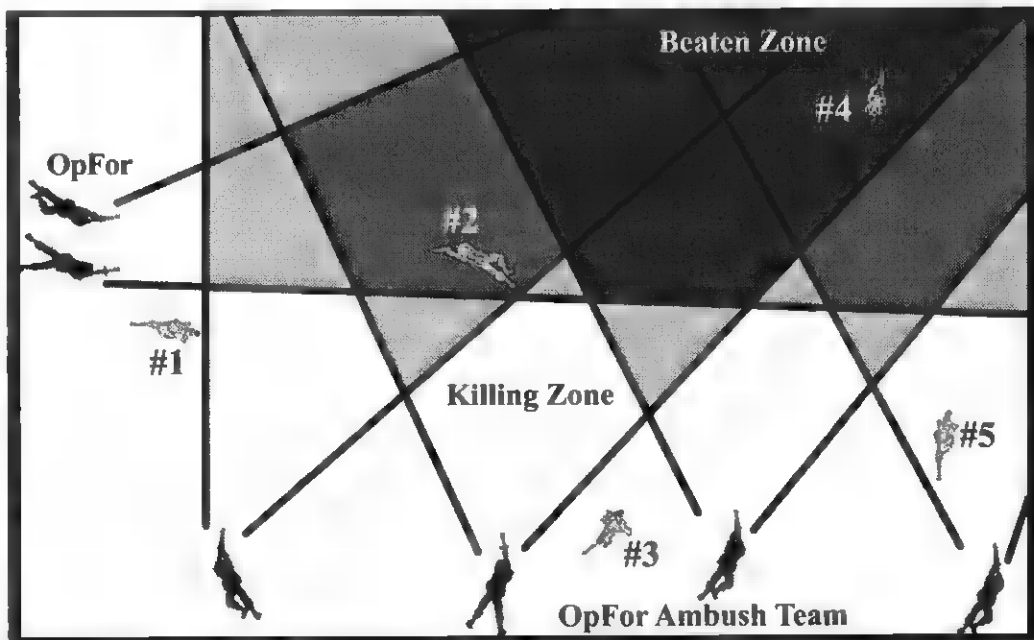 Beaten Zone
#4
OpFor
#2
#1
Killing Zone
#5
#3
OpFor Ambush Team